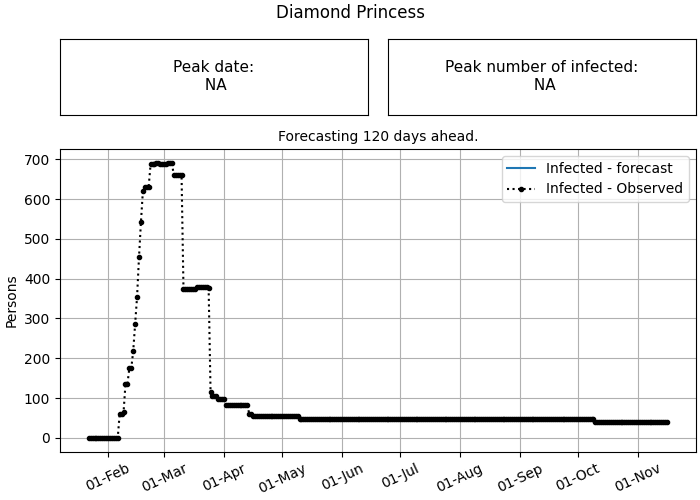 Diamond Princess
Peak date:
NA
Peak number of infected:
NA
Forecasting 120 days ahead.
700
600
500
400
300
200
100
0
Persons
Infected - forecast
Infected - Observed
01-Feb
01-Mar
01-Apr
01-May
01-Jun
01-Jul
01-Aug
01-Sep
01-Oct
01-Nov